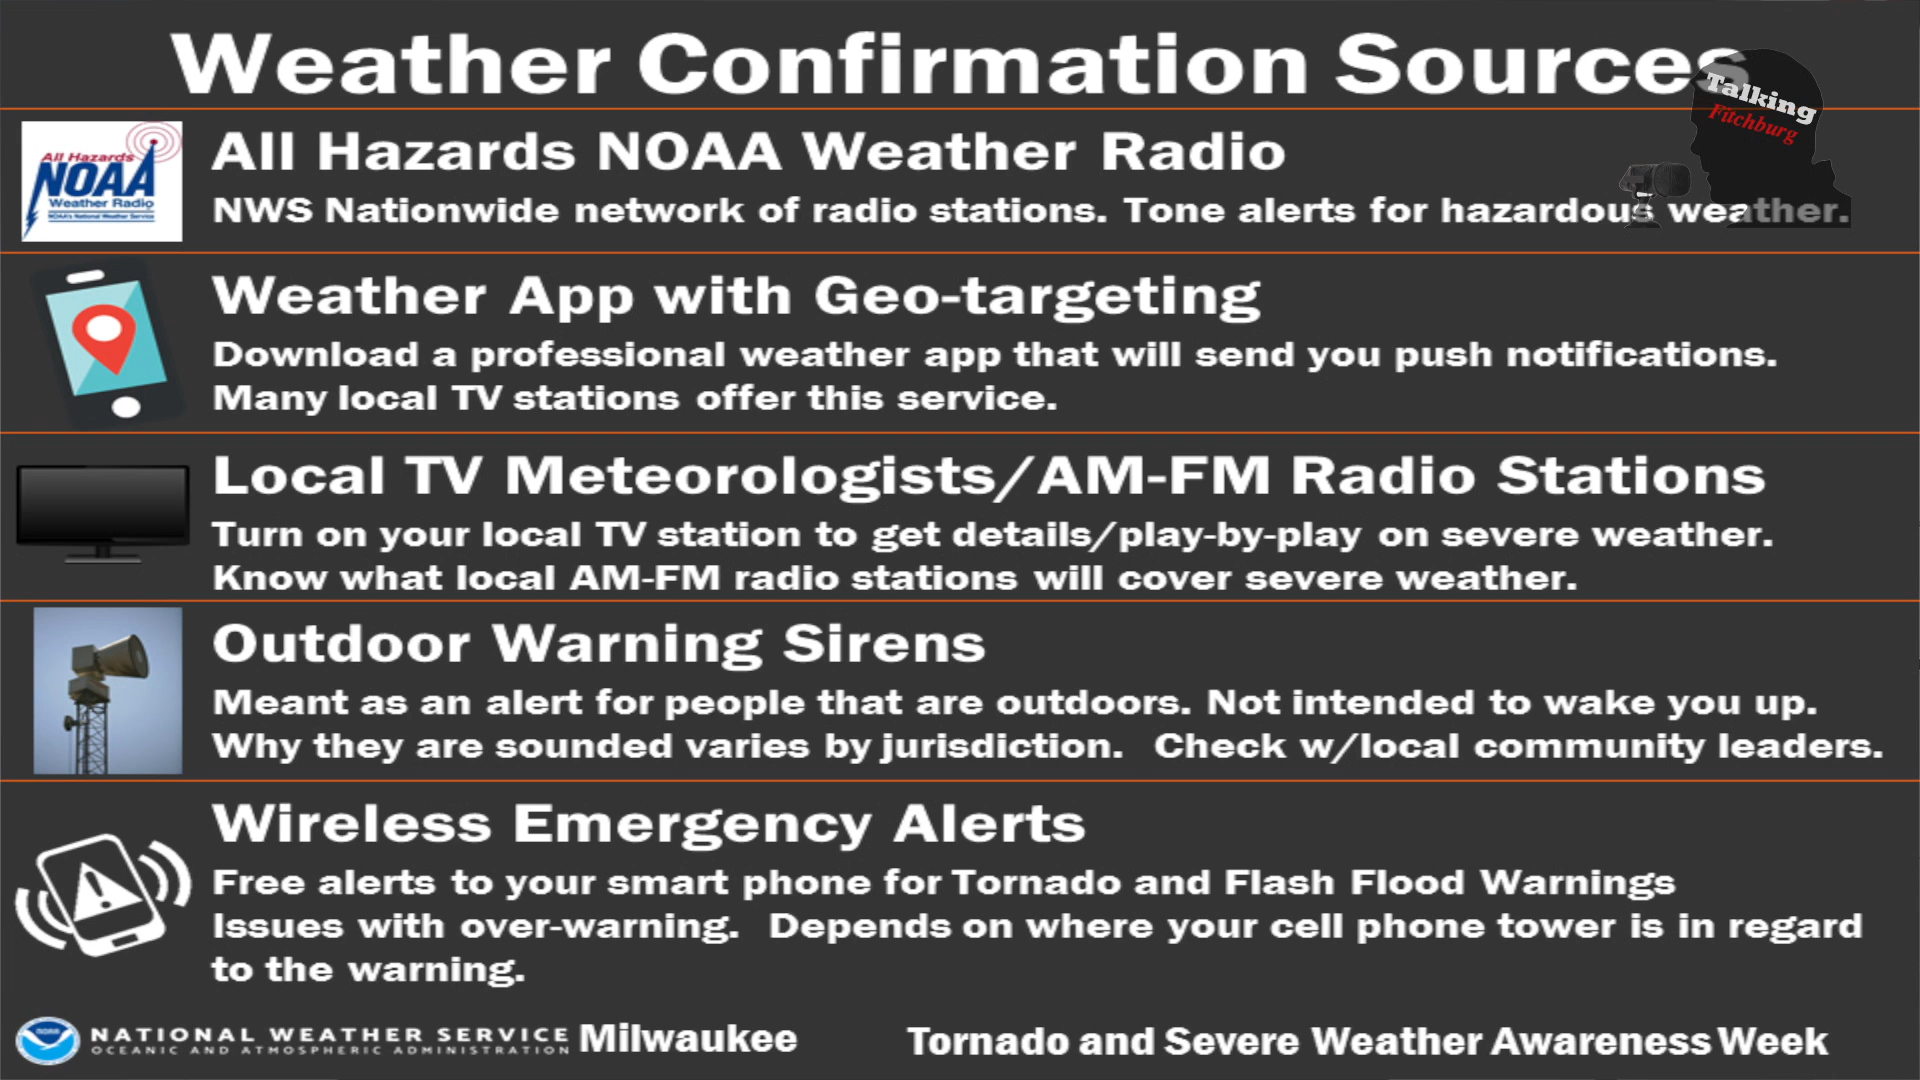 Weather Confirmation Sources
Talking
Fitchburg
All Hazards
NOAA
Weather Radio
NOAA's National Weather Service
All Hazards NOAA Weather Radio
NWS Nationwide network of radio stations. Tone alerts for hazardous weather.
Weather App with Geo-targeting
Download a professional weather app that will send you push notifications.
Many local TV stations offer this service.
Local TV Meteorologists/AM-FM Radio Stations
Turn on your local TV station to get details/play-by-play on severe weather.
Know what local AM-FM radio stations will cover severe weather.
Outdoor Warning Sirens
Meant as an alert for people that are outdoors. Not intended to wake you up.
Why they are sounded varies by jurisdiction. Check w/local community leaders.
Wireless Emergency Alerts
Free alerts to your smart phone for Tornado and Flash Flood Warnings
Issues with over-warning. Depends on where your cell phone tower is in regard
to the warning.
NOAA
NATIONAL WEATHER SERVICE Milwaukee
OCEANIC AND ATMOSPHERIC ADMINISTRATION
Tornado and Severe Weather Awareness Week